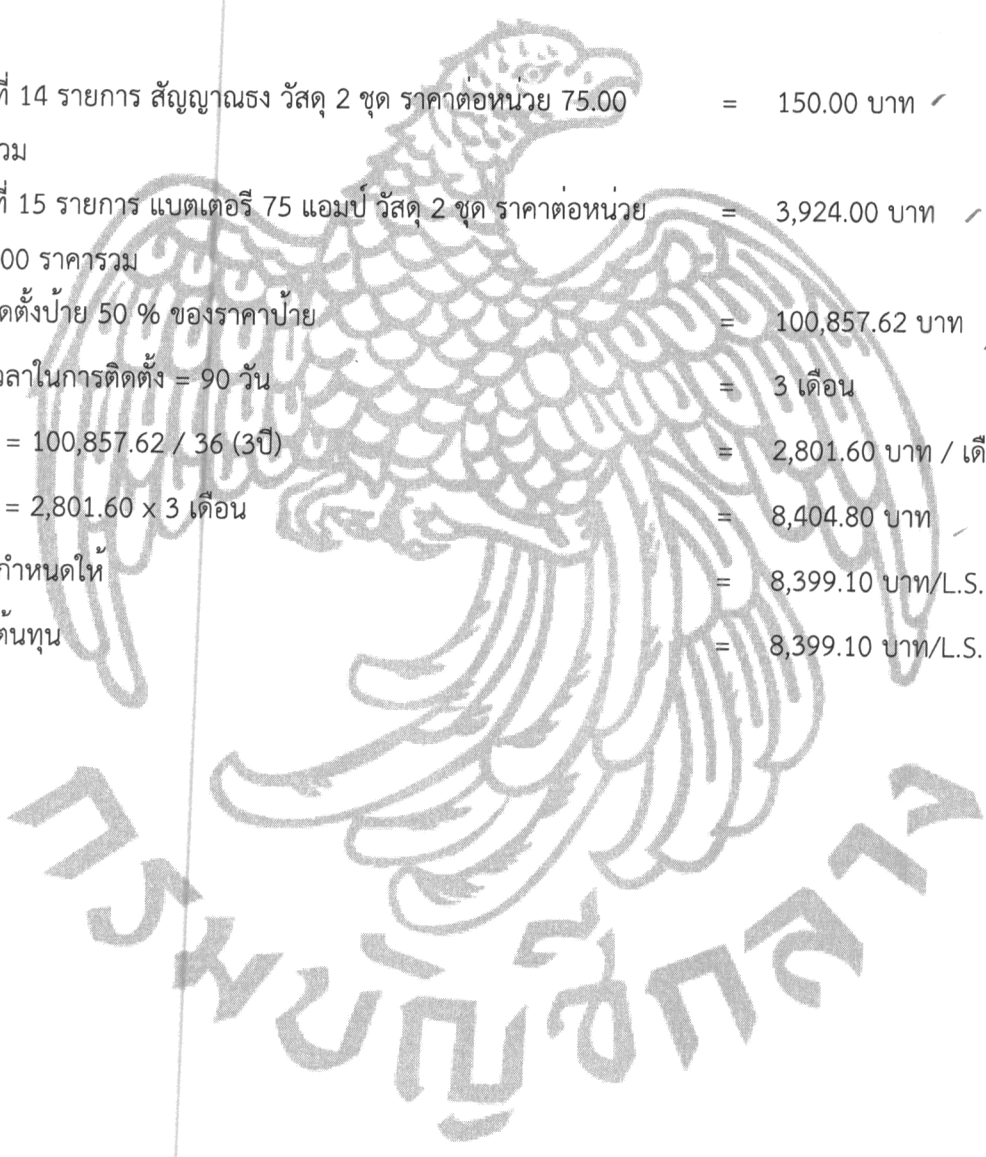 ที่ 14 รายการ สัญญาณธง วัสดุ 2 ชุด ราคาต่อหน่วย 75.00 = 150.00 บาท
วม
ที่ 15 รายการ แบตเตอรี 75 แอมป์ วัสดุ 2 ชุด ราคาต่อหน่วย = 3,924.00 บาท
00 ราคารวม
ดตั้งป้าย 50 % ของราคาป้าย = 100,857.62 บาท
วลาในการติดตั้ง = 90 วัน = 3 เดือน
= 100,857.62 / 36 (3ปี) = 2,801.60 บาท / เดื
= 2,801.60 x 3 เดือน = 8,404.80 บาท
กำหนดให้ = 8,399.10 บาท/L.S.
ต้นทุน = 8,399.10 บาท/L.S.
กรมบัญชีกลาง